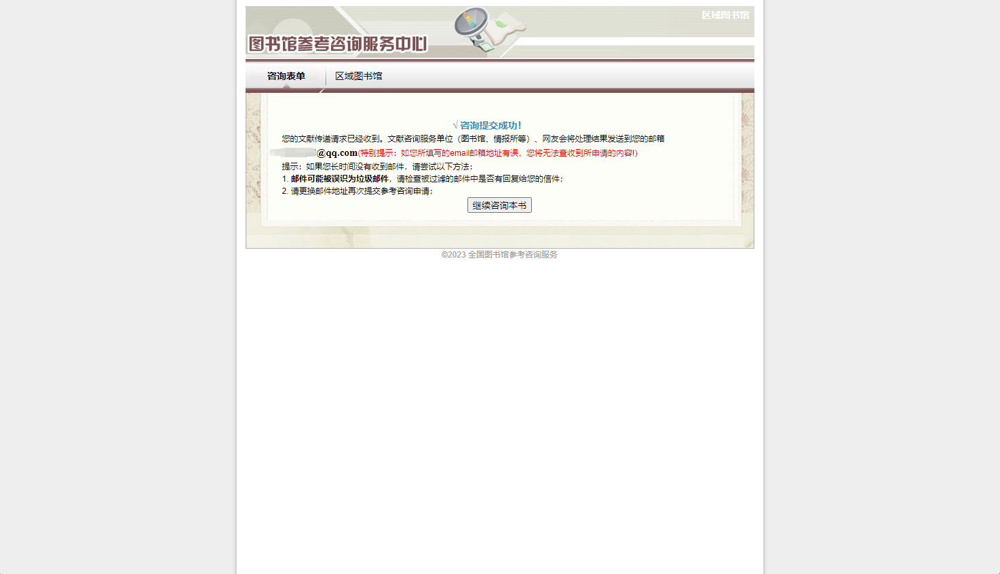 区域图书馆
图书馆参考咨询服务中心
咨询表单 区域图书馆
√ 咨询提交成功！
您的文献传递请求已经收到。文献咨询服务单位（图书馆、情报所等）、网友会将处理结果发送到您的邮箱
@qq.com(特别提示：如您所填写的email邮箱地址有误，您将无法查收到所申请的内容!)
提示：如果您长时间没有收到邮件，请尝试以下方法：
1. 邮件可能被误识为垃圾邮件，请检查被过滤的邮件中是否有回复给您的信件；
2. 请更换邮件地址再次提交参考咨询申请；
继续咨询本书
©2023 全国图书馆参考咨询服务